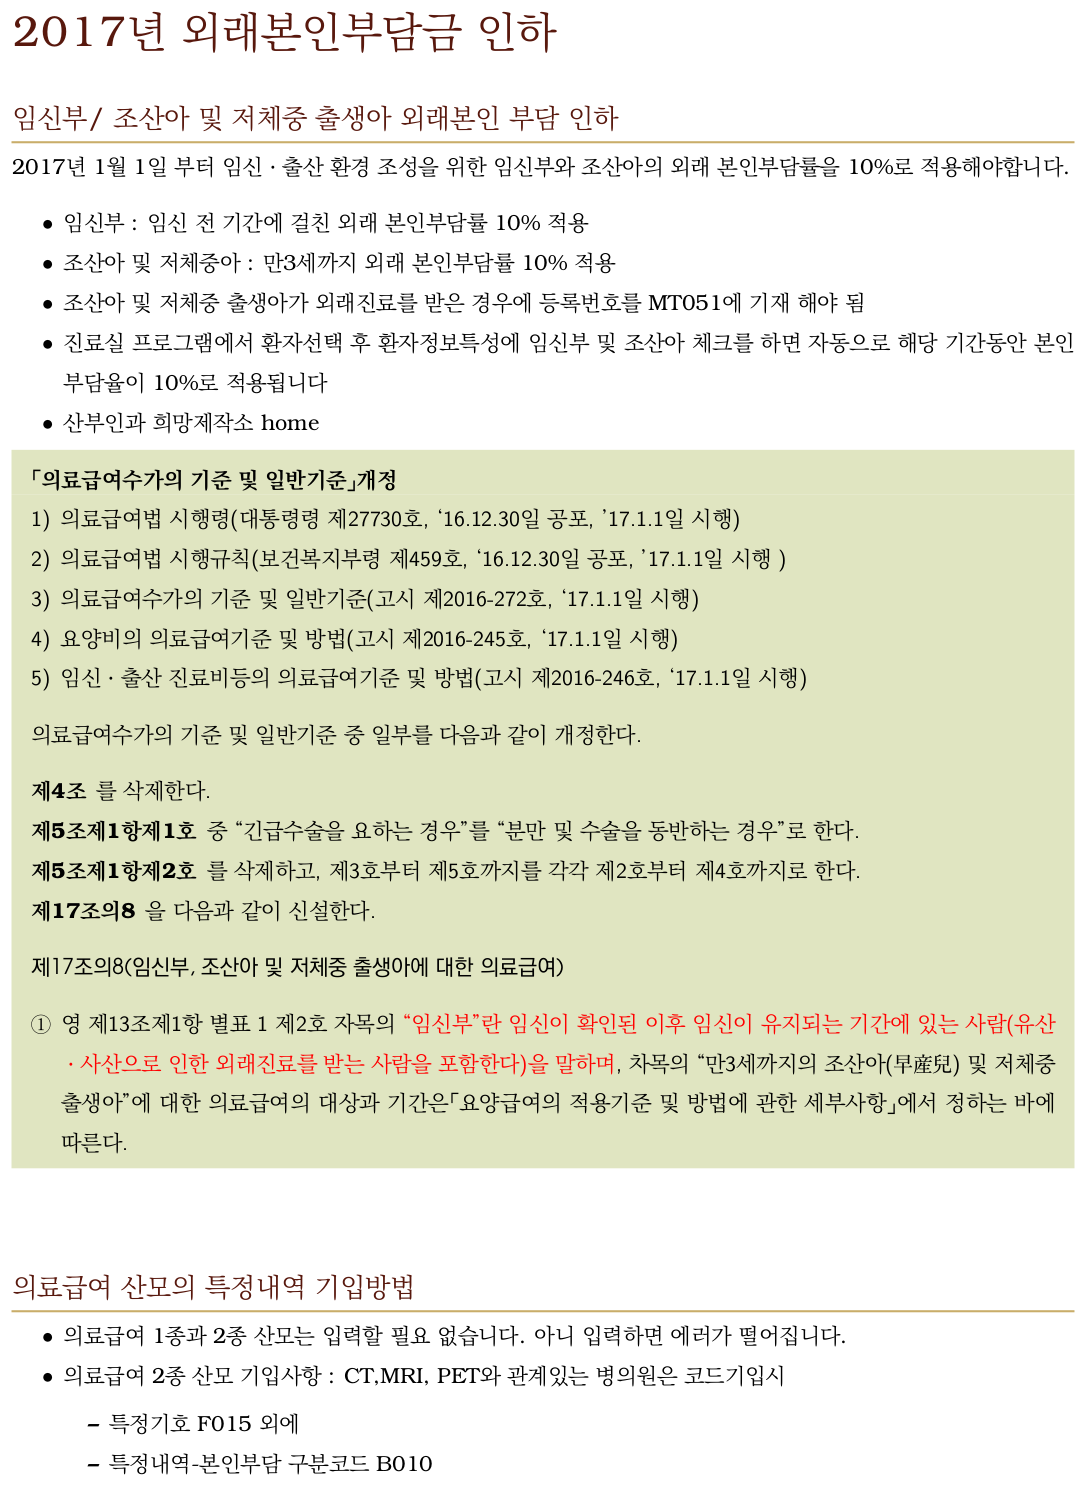 2017년 외래본인부담금 인하
임신부/ 조산아 및 저체중 출생아 외래본인 부담 인하
2017년 1월 1일 부터 임신 · 출산 환경 조성을 위한 임신부와 조산아의 외래 본인부담률을 10%로 적용해야합니다.
• 임신부 : 임신 전 기간에 걸친 외래 본인부담률 10% 적용
• 조산아 및 저체중아 : 만3세까지 외래 본인부담률 10% 적용
• 조산아 및 저체중 출생아가 외래진료를 받은 경우에 등록번호를 MT051에 기재 해야 됨
• 진료실 프로그램에서 환자선택 후 환자정보특성에 임신부 및 조산아 체크를 하면 자동으로 해당 기간동안 본인
부담율이 10%로 적용됩니다
• 산부인과 희망제작소 home
「의료급여수가의 기준 및 일반기준」개정
1) 의료급여법 시행령(대통령령 제27730호, ‘16.12.30일 공포, ’17.1.1일 시행)
2) 의료급여법 시행규칙(보건복지부령 제459호, ‘16.12.30일 공포, ’17.1.1일 시행 )
3) 의료급여수가의 기준 및 일반기준(고시 제2016-272호, ‘17.1.1일 시행)
4) 요양비의 의료급여기준 및 방법(고시 제2016-245호, ‘17.1.1일 시행)
5) 임신 · 출산 진료비등의 의료급여기준 및 방법(고시 제2016-246호, ‘17.1.1일 시행)
의료급여수가의 기준 및 일반기준 중 일부를 다음과 같이 개정한다.
제4조 를 삭제한다.
제5조제1항제1호 중 “긴급수술을 요하는 경우”를 “분만 및 수술을 동반하는 경우”로 한다.
제5조제1항제2호 를 삭제하고, 제3호부터 제5호까지를 각각 제2호부터 제4호까지로 한다.
제17조의8 을 다음과 같이 신설한다.
제17조의8(임신부, 조산아 및 저체중 출생아에 대한 의료급여)
① 영 제13조제1항 별표 1 제2호 자목의 “임신부”란 임신이 확인된 이후 임신이 유지되는 기간에 있는 사람(유산
· 사산으로 인한 외래진료를 받는 사람을 포함한다)을 말하며, 차목의 “만3세까지의 조산아(早産兒) 및 저체중
출생아”에 대한 의료급여의 대상과 기간은「요양급여의 적용기준 및 방법에 관한 세부사항」에서 정하는 바에
따른다.
의료급여 산모의 특정내역 기입방법
• 의료급여 1종과 2종 산모는 입력할 필요 없습니다. 아니 입력하면 에러가 떨어집니다.
• 의료급여 2종 산모 기입사항 : CT,MRI, PET와 관계있는 병의원은 코드기입시
– 특정기호 F015 외에
– 특정내역-본인부담 구분코드 B010